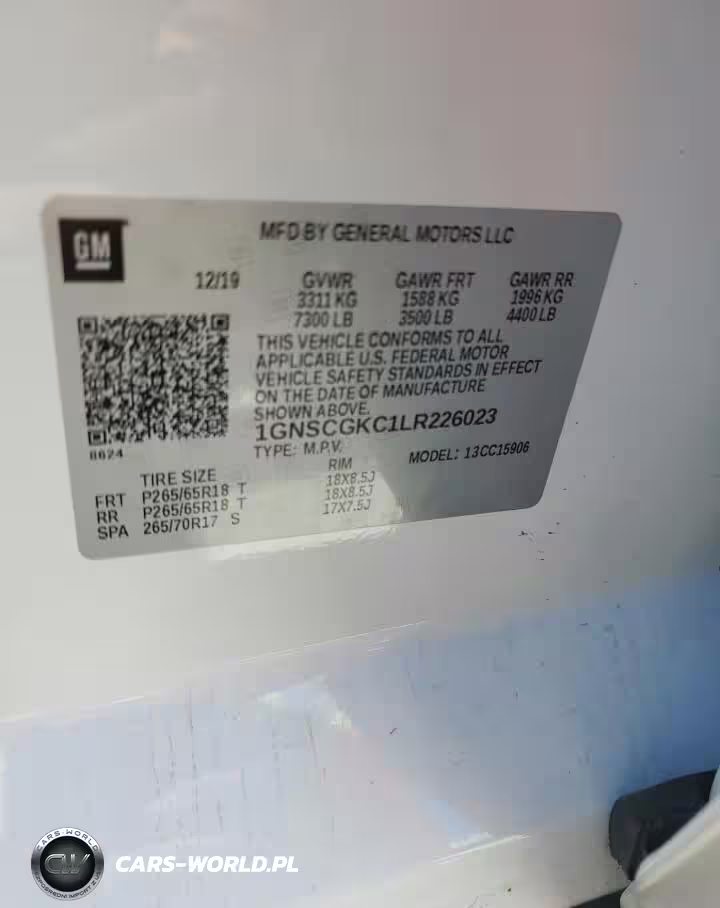 GM
MFD BY GENERAL MOTORS LLC
12/19 GVWR GAWR FRT GAWR RR
3311 KG 1588 KG 1996 KG
7300 LB 3500 LB 4400 LB
THIS VEHICLE CONFORMS TO ALL
APPLICABLE U.S. FEDERAL MOTOR
VEHICLE SAFETY STANDARDS IN EFFECT
ON THE DATE OF MANUFACTURE
SHOWN ABOVE.
1GNSCGKC1LR226023
8624
TYPE: M.P.V. MODEL: 13CC15906
TIRE SIZE RIM
FRT P265/65R18 T 18X8.5J
RR P265/65R18 T 18X8.5J
SPA 265/70R17 S 17X7.5J
CARS-WORLD
CW
CARS-WORLD.PL